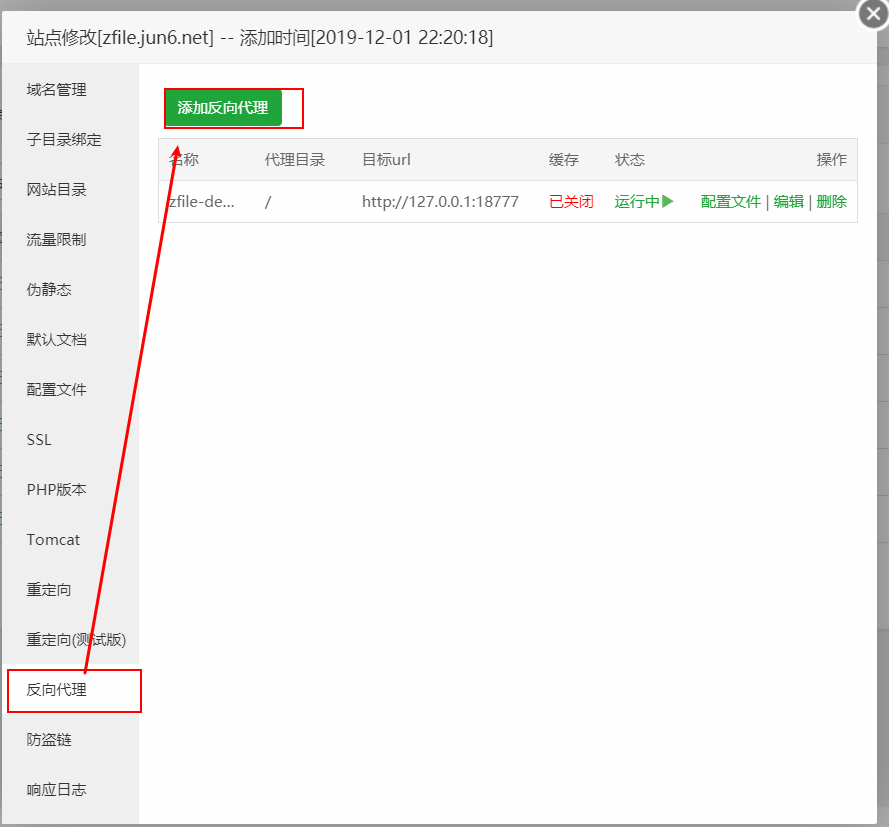 站点修改[zfile.jun6.net] -- 添加时间[2019-12-01 22:20:18]
域名管理
子目录绑定
网站目录
流量限制
伪静态
默认文档
配置文件
SSL
PHP版本
Tomcat
重定向
重定向(测试版)
反向代理
防盗链
响应日志
添加反向代理
名称 代理目录 目标url 缓存 状态 操作
zfile-de... / http://127.0.0.1:18777 已关闭 运行中 配置文件 | 编辑 | 删除